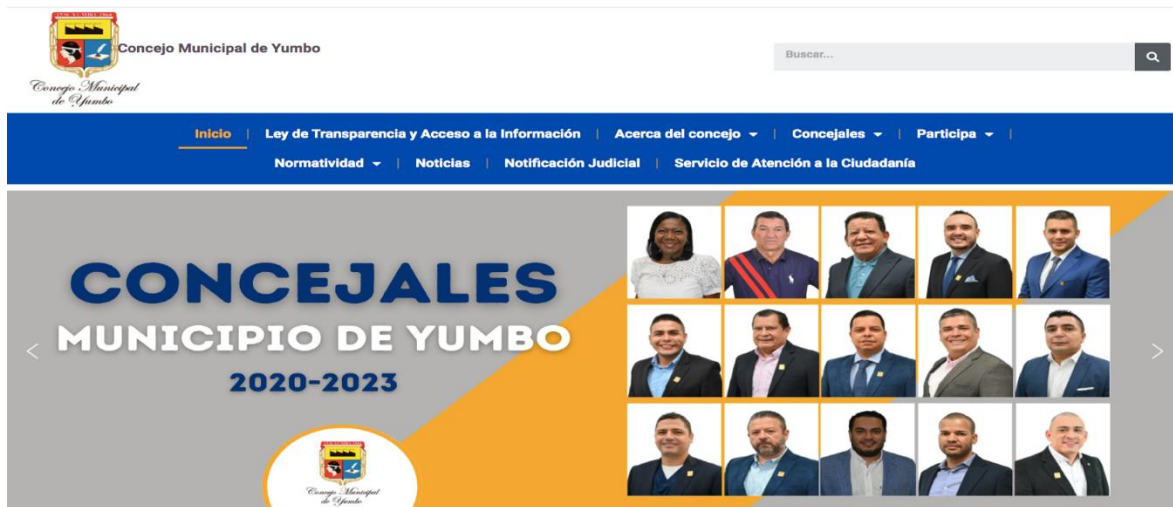 Concejo Municipal de Yumbo
Buscar...
Concejo Municipal
de Yumbo
Inicio | Ley de Transparencia y Acceso a la Información | Acerca del concejo | Concejales | Participa |
Normatividad | Noticias | Notificación Judicial | Servicio de Atención a la Ciudadanía
CONCEJALES
MUNICIPIO DE YUMBO
2020-2023
Concejo Municipal
de Yumbo